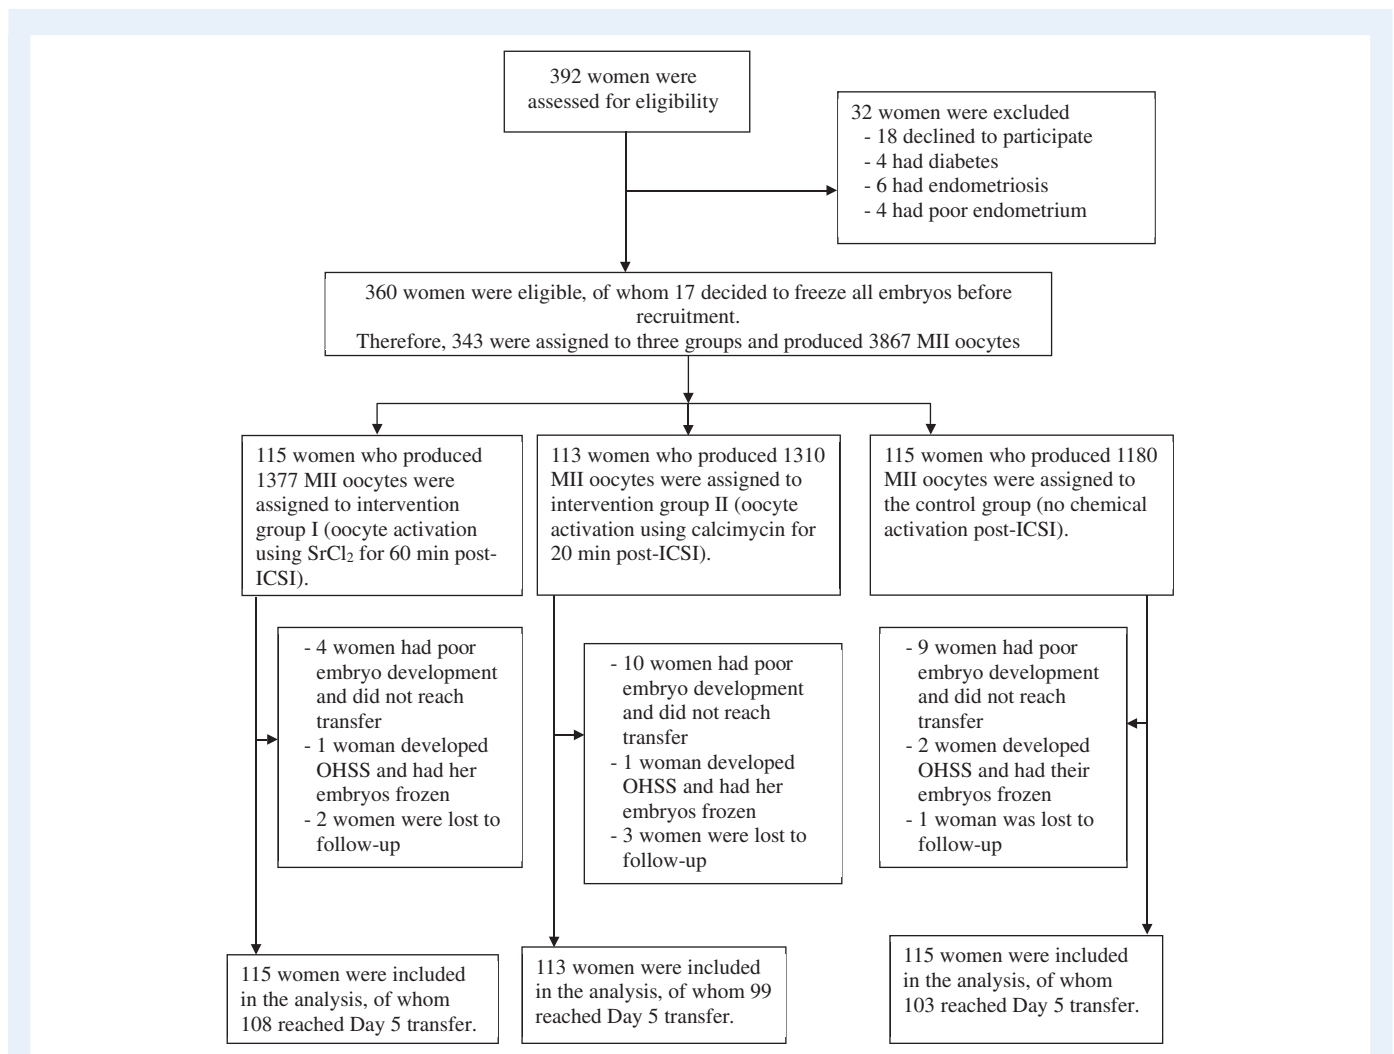 392 women were
assessed for eligibility
32 women were excluded
- 18 declined to participate
- 4 had diabetes
- 6 had endometriosis
- 4 had poor endometrium
360 women were eligible, of whom 17 decided to freeze all embryos before
recruitment.
Therefore, 343 were assigned to three groups and produced 3867 MII oocytes
115 women who produced
1377 MII oocytes were
assigned to intervention
group I (oocyte activation
using SrCl₂ for 60 min post-
ICSI).
113 women who produced 1310
MII oocytes were assigned to
intervention group II (oocyte
activation using calcimycin for
20 min post-ICSI).
115 women who produced 1180
MII oocytes were assigned to
the control group (no chemical
activation post-ICSI).
- 4 women had poor
embryo development
and did not reach
transfer
- 1 woman developed
OHSS and had her
embryos frozen
- 2 women were lost to
follow-up
- 10 women had poor
embryo development
and did not reach
transfer
- 1 woman developed
OHSS and had her
embryos frozen
- 3 women were lost to
follow-up
- 9 women had poor
embryo development
and did not reach
transfer
- 2 women developed
OHSS and had their
embryos frozen
- 1 woman was lost to
follow-up
115 women were included
in the analysis, of whom
108 reached Day 5 transfer.
113 women were included
in the analysis, of whom 99
reached Day 5 transfer.
115 women were included
in the analysis, of whom
103 reached Day 5 transfer.